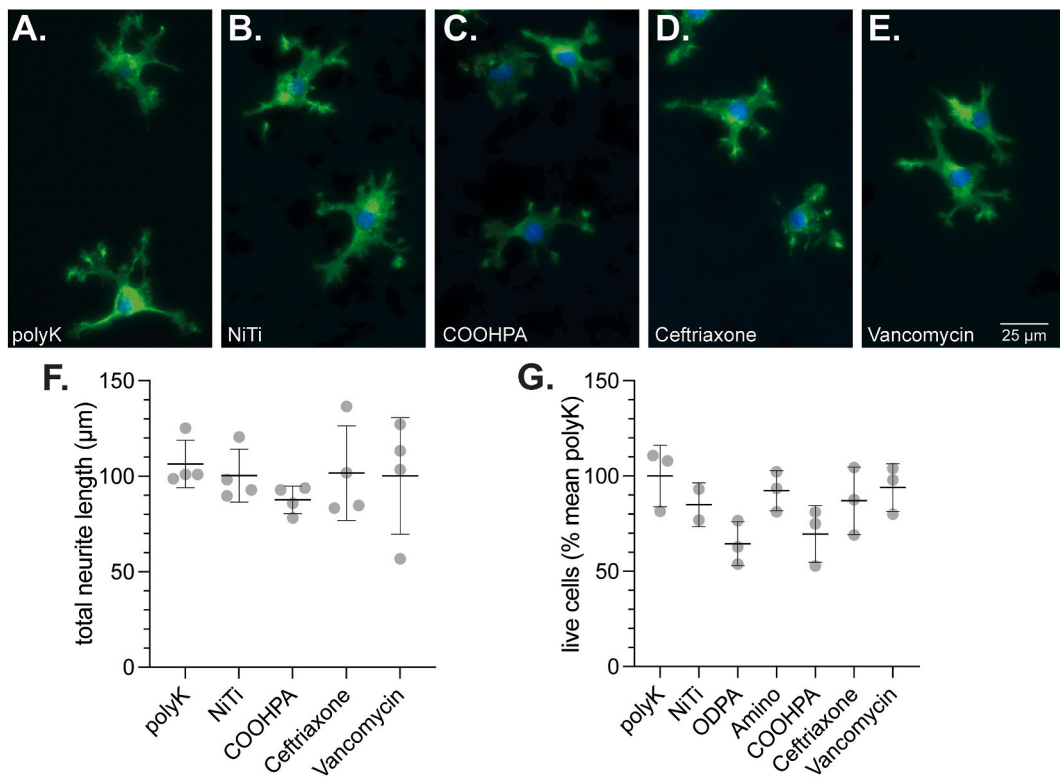 A.
B.
C.
D.
E.
polyK
NiTi
COOHPA
Ceftriaxone
Vancomycin
25 µm
F.
total neurite length (µm)
150
100
50
0
polyK
NiTi
COOHPA
Ceftriaxone
Vancomycin
G.
live cells (% mean polyK)
150
100
50
0
polyK
NiTi
ODPA
Amino
COOHPA
Ceftriaxone
Vancomycin